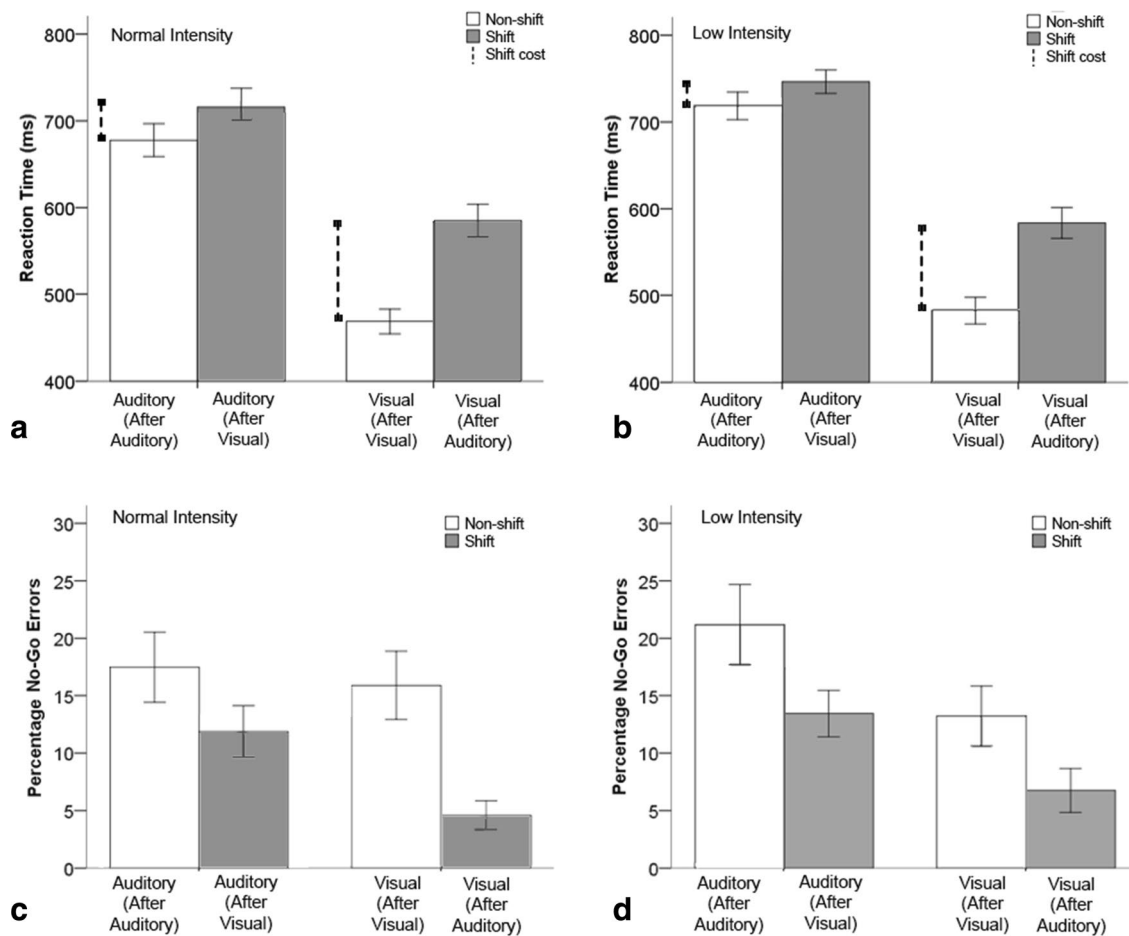 Normal Intensity
Non-shift
Shift
Shift cost
Reaction Time (ms)
800
700
600
500
400
Auditory
(After
Auditory)
Auditory
(After
Visual)
Visual
(After
Visual)
Visual
(After
Auditory)
a
Low Intensity
Non-shift
Shift
Shift cost
Reaction Time (ms)
800
700
600
500
400
Auditory
(After
Auditory)
Auditory
(After
Visual)
Visual
(After
Visual)
Visual
(After
Auditory)
b
Normal Intensity
Non-shift
Shift
Percentage No-Go Errors
30
25
20
15
10
5
0
Auditory
(After
Auditory)
Auditory
(After
Visual)
Visual
(After
Visual)
Visual
(After
Auditory)
c
Low Intensity
Non-shift
Shift
Percentage No-Go Errors
30
25
20
15
10
5
0
Auditory
(After
Auditory)
Auditory
(After
Visual)
Visual
(After
Visual)
Visual
(After
Auditory)
d